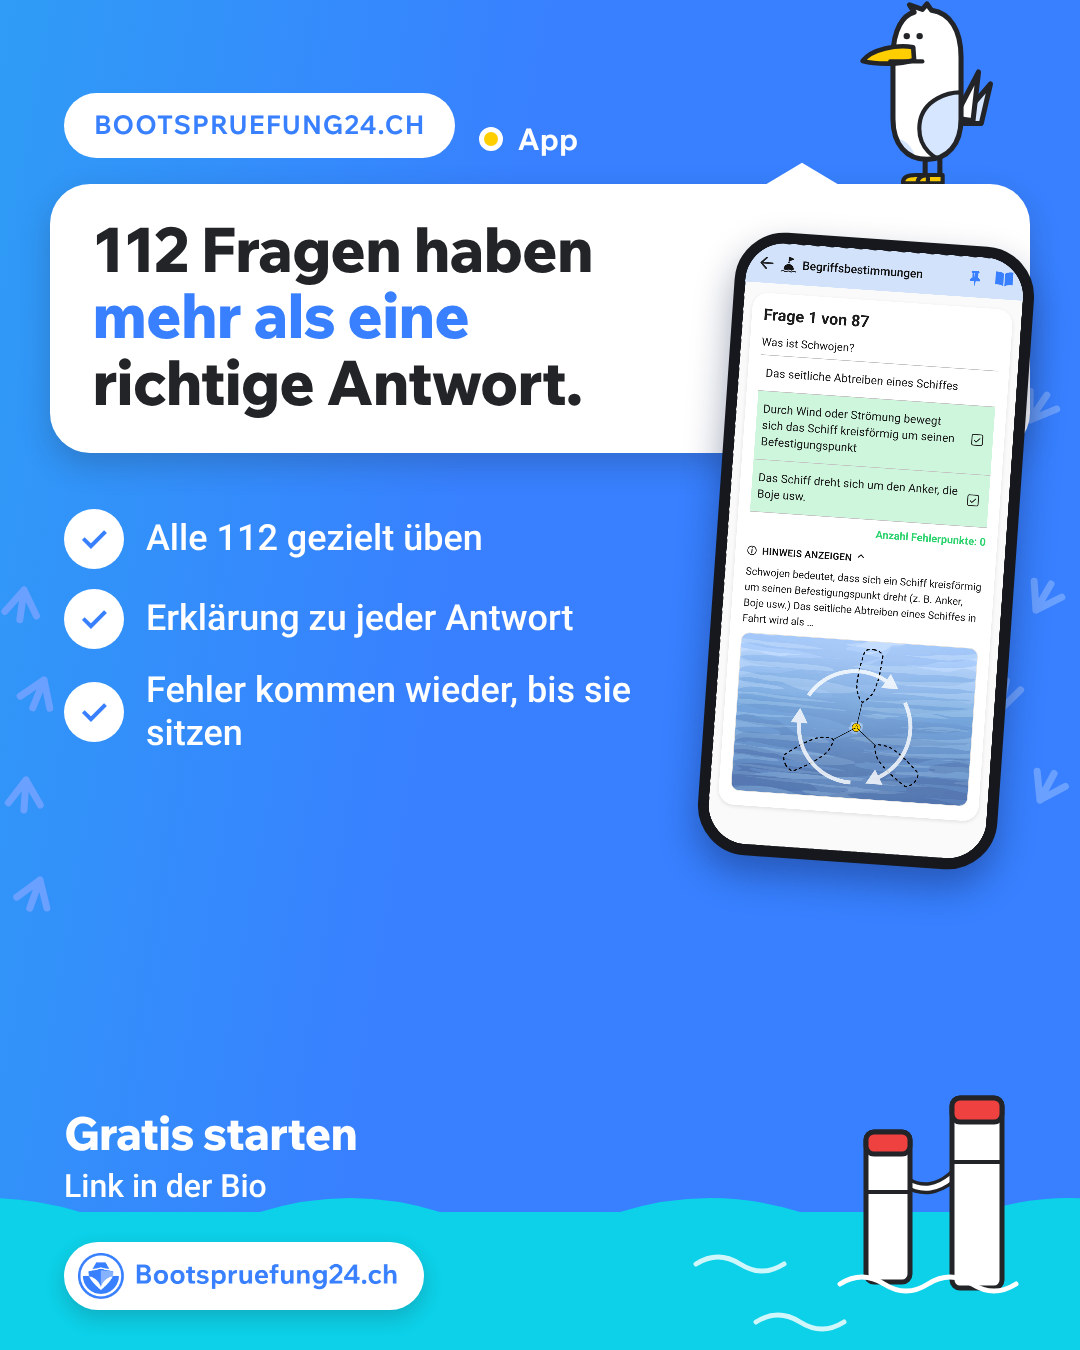 BOOTSPRUEFUNG24.CH
App
112 Fragen haben
mehr als eine
richtige Antwort.
Alle 112 gezielt üben
Erklärung zu jeder Antwort
Fehler kommen wieder, bis sie
sitzen
Begriffsbestimmungen
Frage 1 von 87
Was ist Schwojen?
Das seitliche Abtreiben eines Schiffes
Durch Wind oder Strömung bewegt
sich das Schiff kreisförmig um seinen
Befestigungspunkt
Das Schiff dreht sich um den Anker, die
Boje usw.
Anzahl Fehlerpunkte: 0
HINWEIS ANZEIGEN
Schwojen bedeutet, dass sich ein Schiff kreisförmig
um seinen Befestigungspunkt dreht (z. B. Anker,
Boje usw.) Das seitliche Abtreiben eines Schiffes in
Fahrt wird als ...
Gratis starten
Link in der Bio
Bootspruefung24.ch